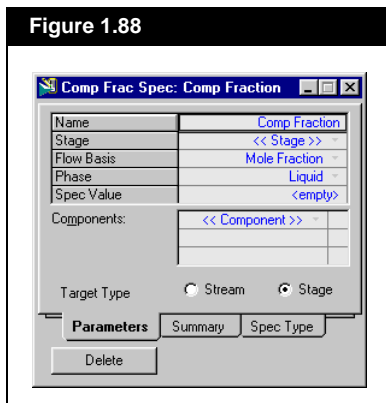 Figure 1.88
Comp Frac Spec: Comp Fraction
Name Comp Fraction
Stage << Stage >>
Flow Basis Mole Fraction
Phase Liquid
Spec Value <empty>
Components: << Component >>
Target Type Stream Stage
Parameters Summary Spec Type
Delete